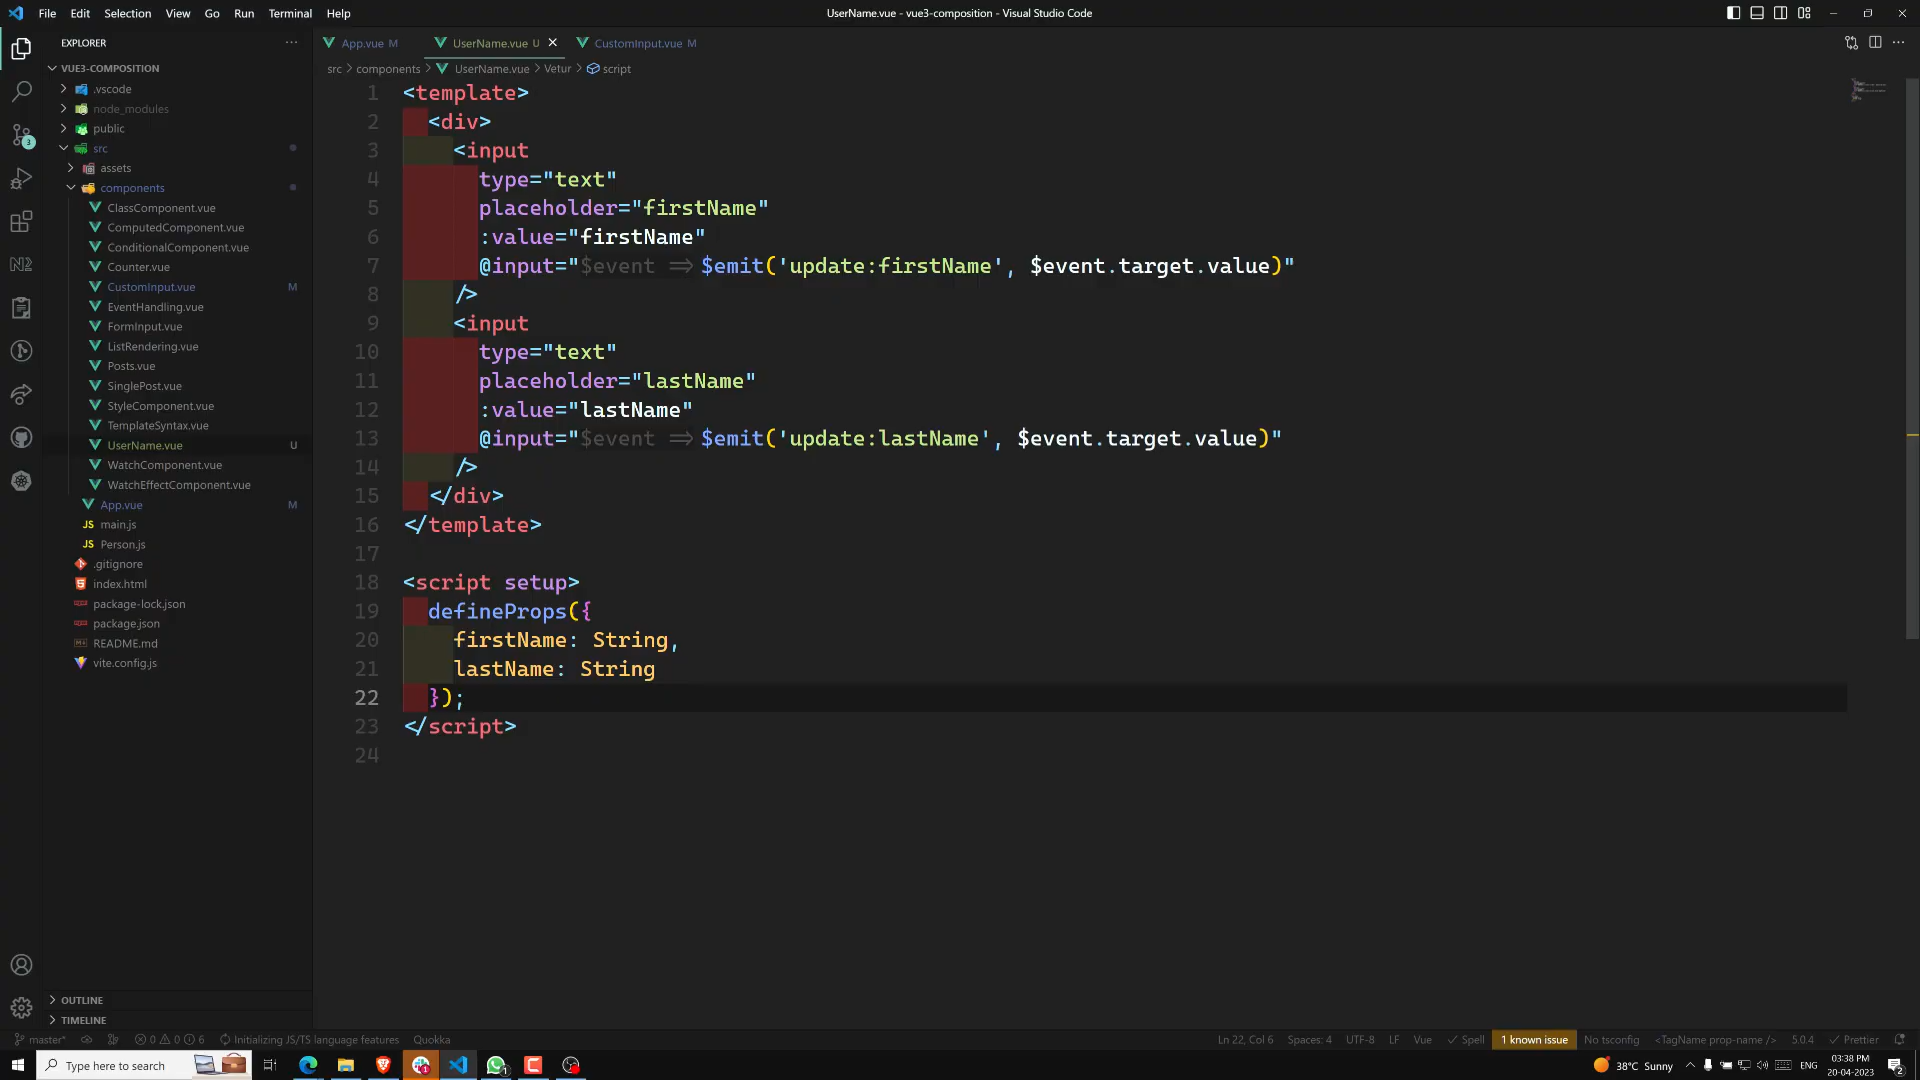 File Edit Selection View Go Run Terminal Help
UserName.vue - vue3-composition - Visual Studio Code
EXPLORER
VUE3-COMPOSITION
.vscode
node_modules
public
src
assets
components
ClassComponent.vue
ComputedComponent.vue
ConditionalComponent.vue
Counter.vue
CustomInput.vue M
EventHandling.vue
FormInput.vue
ListRendering.vue
Posts.vue
SinglePost.vue
StyleComponent.vue
TemplateSyntax.vue
UserName.vue U
WatchComponent.vue
WatchEffectComponent.vue
App.vue M
JS main.js
JS Person.js
.gitignore
index.html
package-lock.json
package.json
README.md
vite.config.js
OUTLINE
TIMELINE
App.vue M UserName.vue U CustomInput.vue M
src > components > UserName.vue > Vetur > script
1 <template>
2 <div>
3 <input
4 type="text"
5 placeholder="firstName"
6 :value="firstName"
7 @input="$event => $emit('update:firstName', $event.target.value)"
8 />
9 <input
10 type="text"
11 placeholder="lastName"
12 :value="lastName"
13 @input="$event => $emit('update:lastName', $event.target.value)"
14 />
15 </div>
16 </template>
17
18 <script setup>
19 defineProps({
20 firstName: String,
21 lastName: String
22 });
23 </script>
24
master* 0 0 6 Initializing JS/TS language features Quokka
Ln 22, Col 6 Spaces: 4 UTF-8 LF Vue Spell 1 known issue No tsconfig <TagName prop-name /> 5.0.4 Prettier
Type here to search
38°C Sunny ENG 03:38 PM
20-04-2023